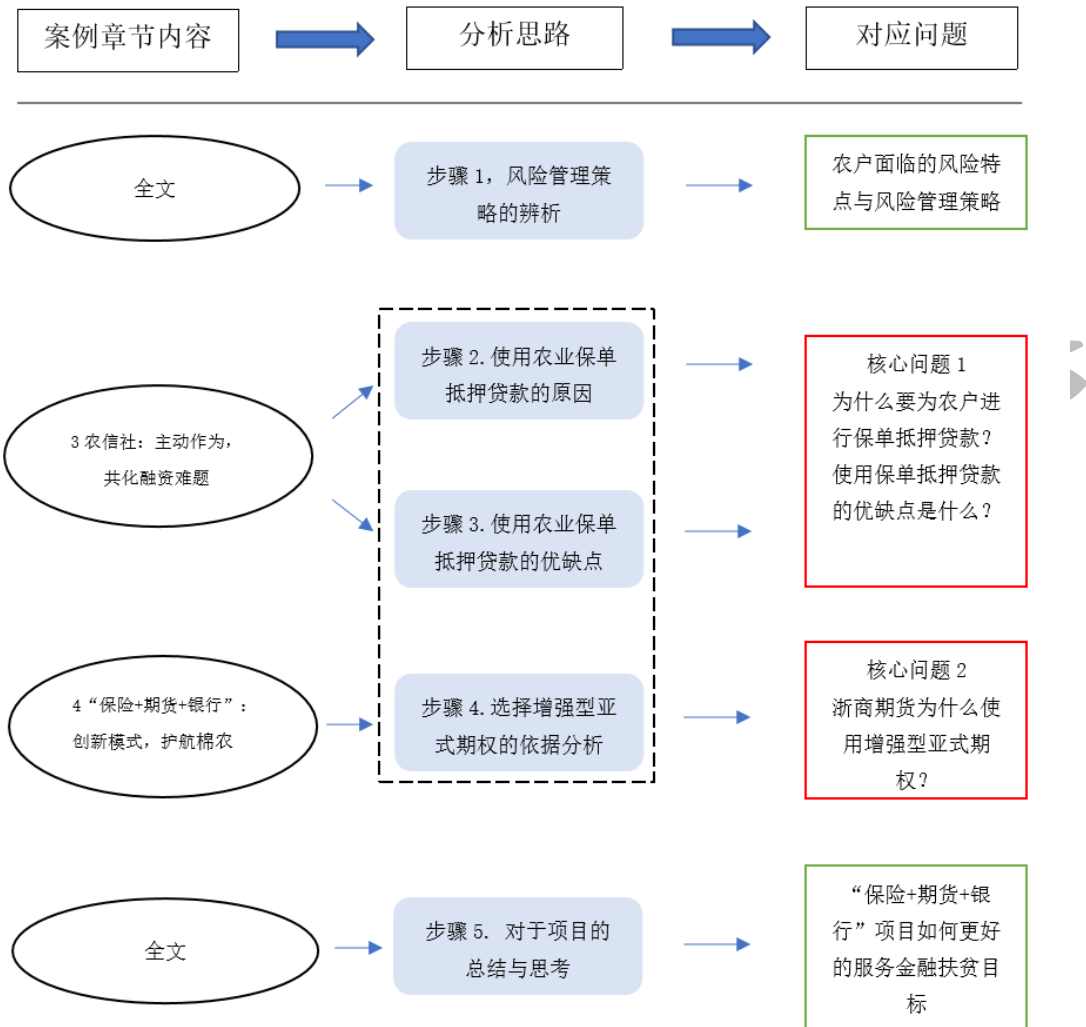 案例章节内容
分析思路
对应问题
全文
步骤 1，风险管理策
略的辨析
农户面临的风险特
点与风险管理策略
3 农信社：主动作为，
共化融资难题
步骤 2. 使用农业保单
抵押贷款的原因
步骤 3. 使用农业保单
抵押贷款的优缺点
核心问题 1
为什么要为农户进
行保单抵押贷款？
使用保单抵押贷款
的优缺点是什么？
4 “保险+期货+银行”：
创新模式，护航棉农
步骤 4. 选择增强型亚
式期权的依据分析
核心问题 2
浙商期货为什么使
用增强型亚式期
权？
全文
步骤 5. 对于项目的
总结与思考
“保险+期货+银
行”项目如何更好
的服务金融扶贫目
标